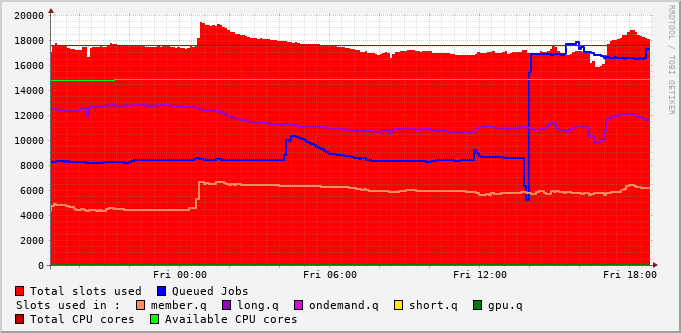 20000
18000
16000
14000
12000
10000
8000
6000
4000
2000
0
Fri 00:00 Fri 06:00 Fri 12:00 Fri 18:00
RRDTOOL / TOBI OETIKER
Total slots used Queued Jobs
Slots used in : member.q long.q ondemand.q short.q gpu.q
Total CPU cores Available CPU cores